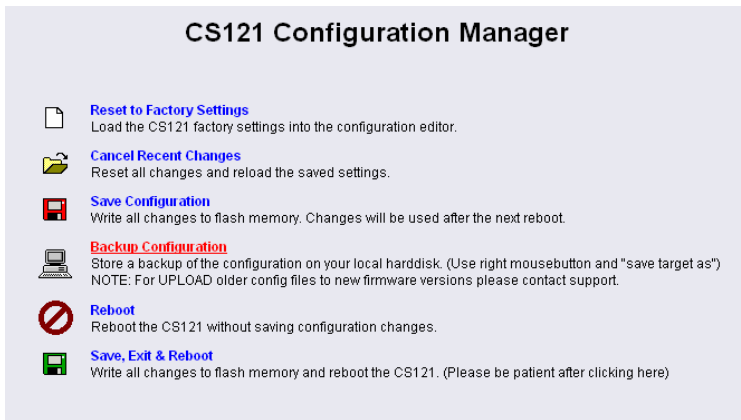 CS121 Configuration Manager
Reset to Factory Settings
Load the CS121 factory settings into the configuration editor.
Cancel Recent Changes
Reset all changes and reload the saved settings.
Save Configuration
Write all changes to flash memory. Changes will be used after the next reboot.
Backup Configuration
Store a backup of the configuration on your local harddisk. (Use right mousebutton and "save target as")
NOTE: For UPLOAD older config files to new firmware versions please contact support.
Reboot
Reboot the CS121 without saving configuration changes.
Save, Exit & Reboot
Write all changes to flash memory and reboot the CS121. (Please be patient after clicking here)